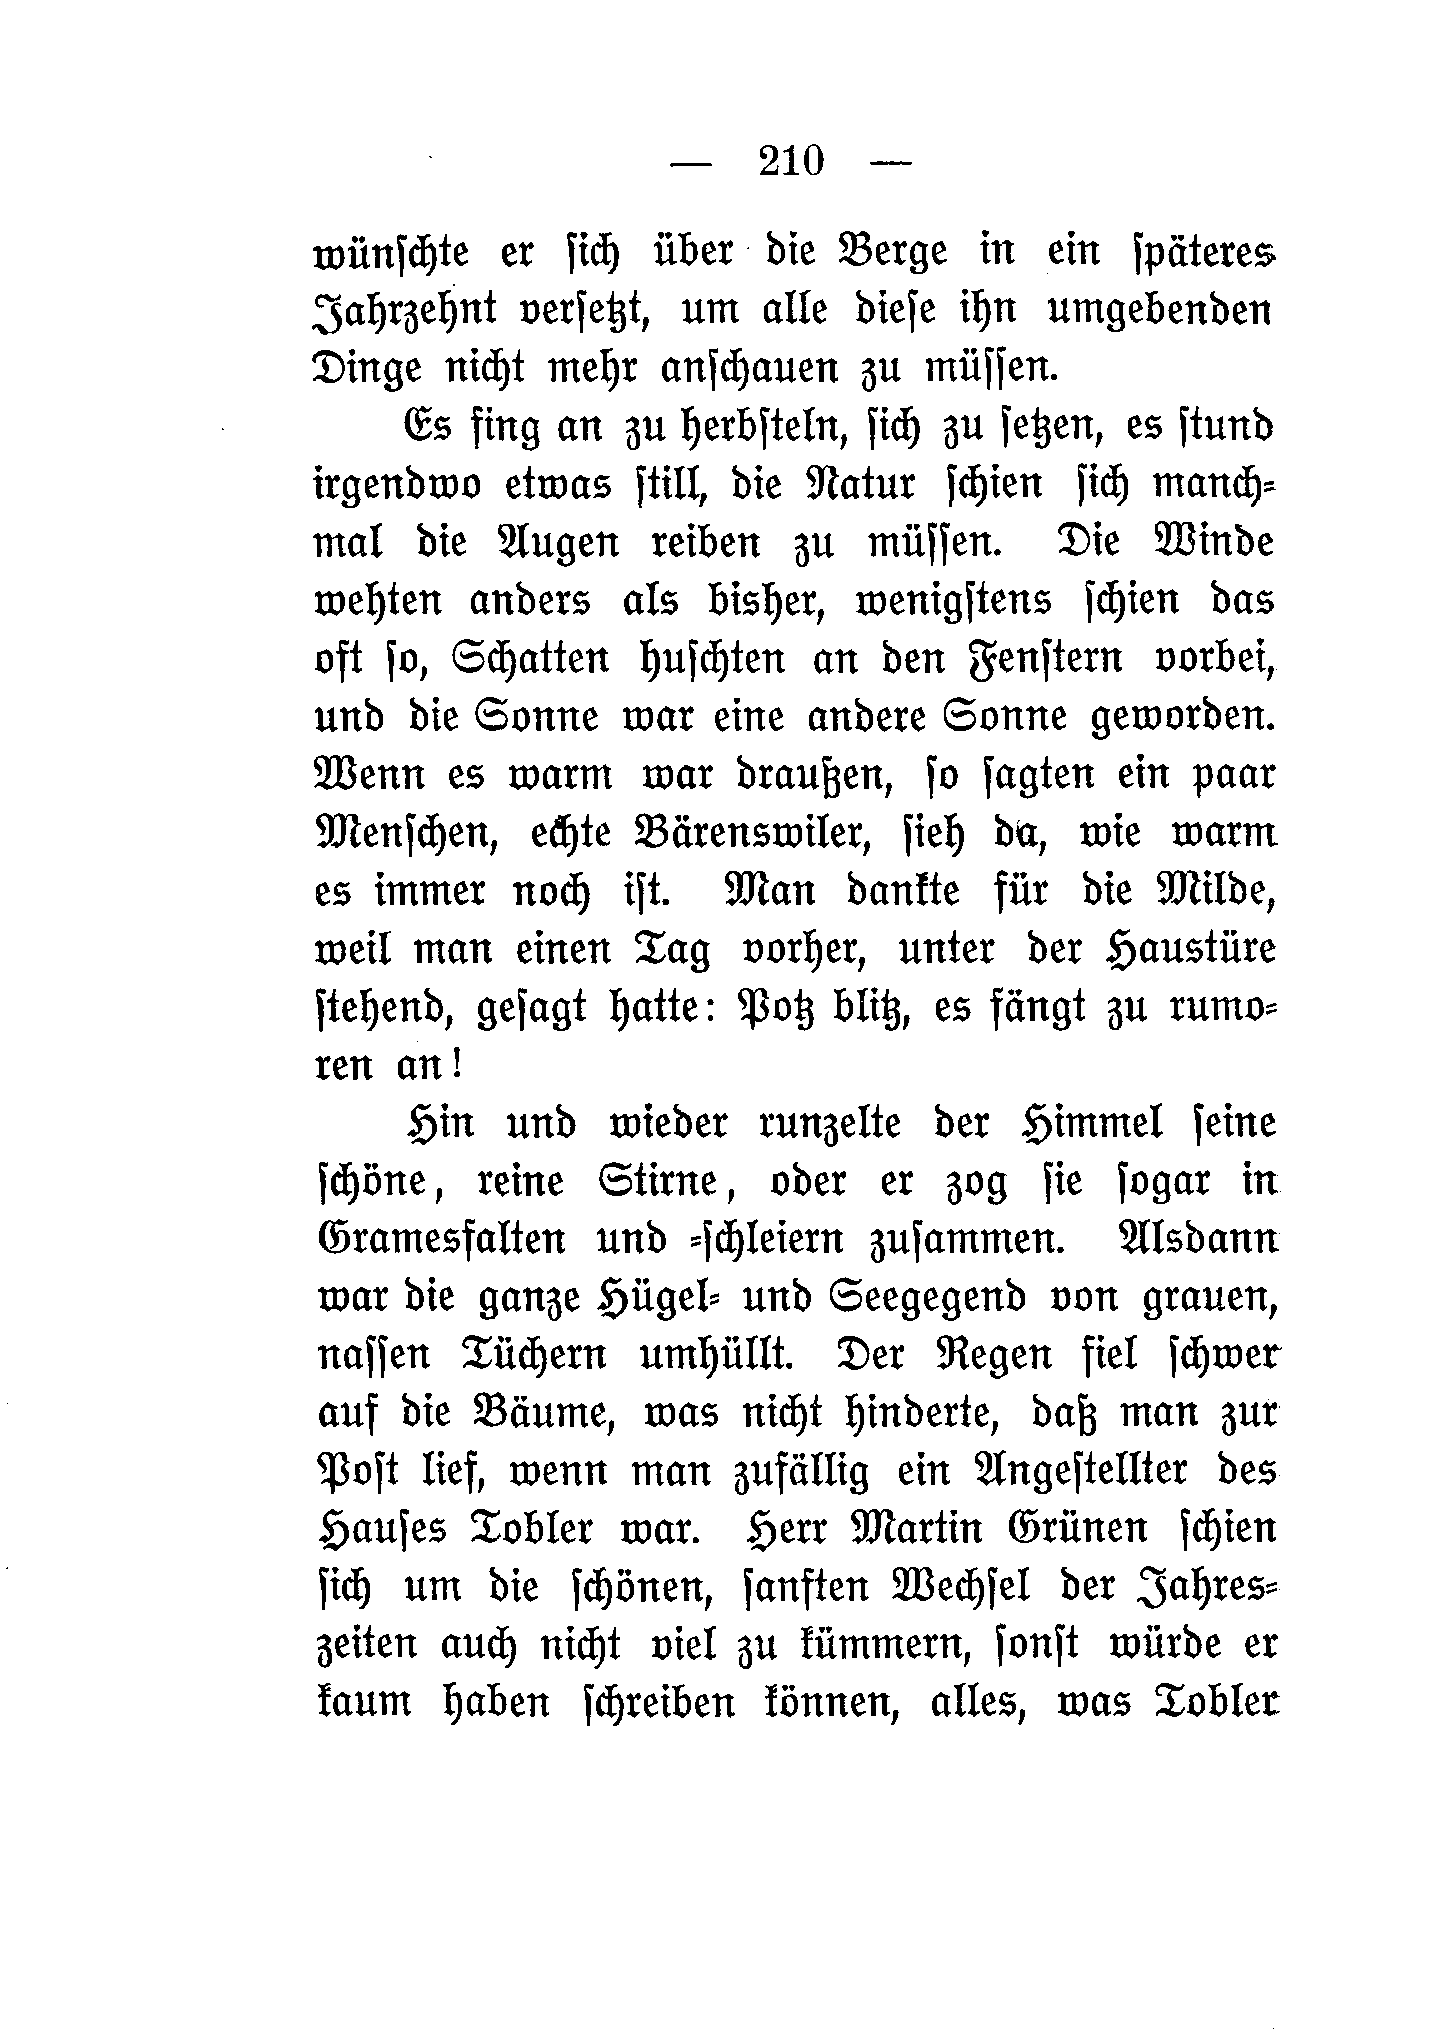 — 210 —
wünſchte er ſich über die Berge in ein ſpäteres
Jahrzehnt verſetzt, um alle dieſe ihn umgebenden
Dinge nicht mehr anſchauen zu müſſen.
Es fing an zu herbſteln, ſich zu ſetzen, es ſtund
irgendwo etwas ſtill, die Natur ſchien ſich manch-
mal die Augen reiben zu müſſen. Die Winde
wehten anders als bisher, wenigſtens ſchien das
oft ſo, Schatten huſchten an den Fenſtern vorbei,
und die Sonne war eine andere Sonne geworden.
Wenn es warm war draußen, ſo ſagten ein paar
Menſchen, echte Bärenswiler, ſieh da, wie warm
es immer noch iſt. Man dankte für die Milde,
weil man einen Tag vorher, unter der Haustüre
ſtehend, geſagt hatte: Potz blitz, es fängt zu rumo-
ren an!
Hin und wieder runzelte der Himmel ſeine
ſchöne, reine Stirne, oder er zog ſie ſogar in
Gramesfalten und -ſchleiern zuſammen. Alsdann
war die ganze Hügel- und Seegegend von grauen,
naſſen Tüchern umhüllt. Der Regen fiel ſchwer
auf die Bäume, was nicht hinderte, daß man zur
Poſt lief, wenn man zufällig ein Angeſtellter des
Hauſes Tobler war. Herr Martin Grünen ſchien
ſich um die ſchönen, ſanften Wechſel der Jahres-
zeiten auch nicht viel zu kümmern, ſonſt würde er
kaum haben ſchreiben können, alles, was Tobler